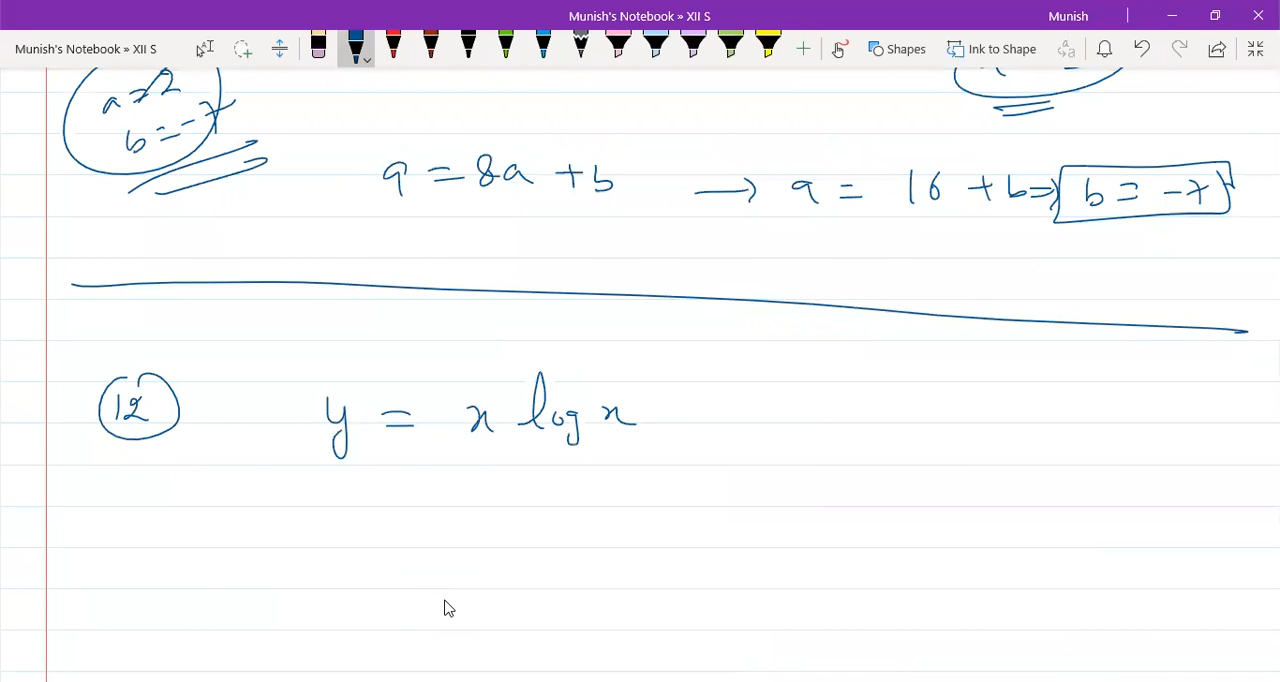 Munish's Notebook » XII S
Munish
Munish's Notebook » XII S
Shapes
Ink to Shape
a = 2
b = -7
9 = 8a + b → 9 = 16 + b ⇒ b = -7
12 y = x log x